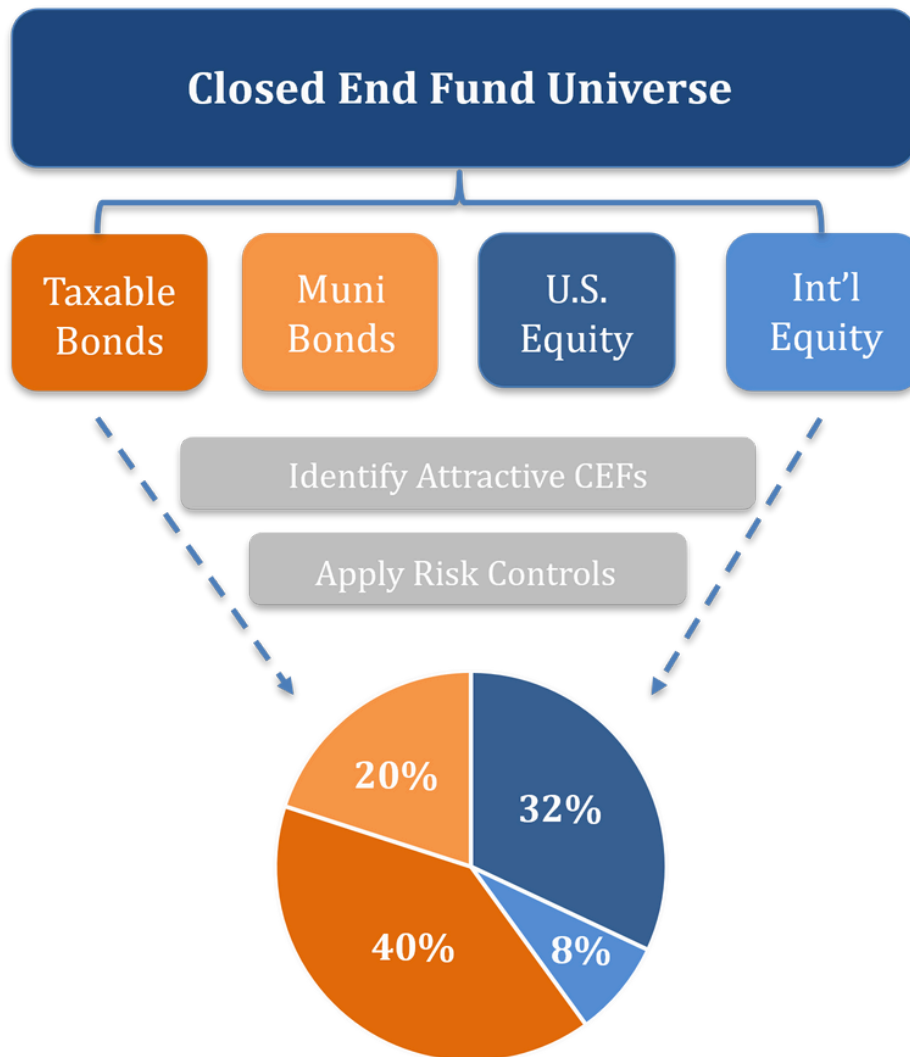 Closed End Fund Universe
Taxable
Bonds
Muni
Bonds
U.S.
Equity
Int’l
Equity
Identify Attractive CEFs
Apply Risk Controls
20%
32%
40%
8%